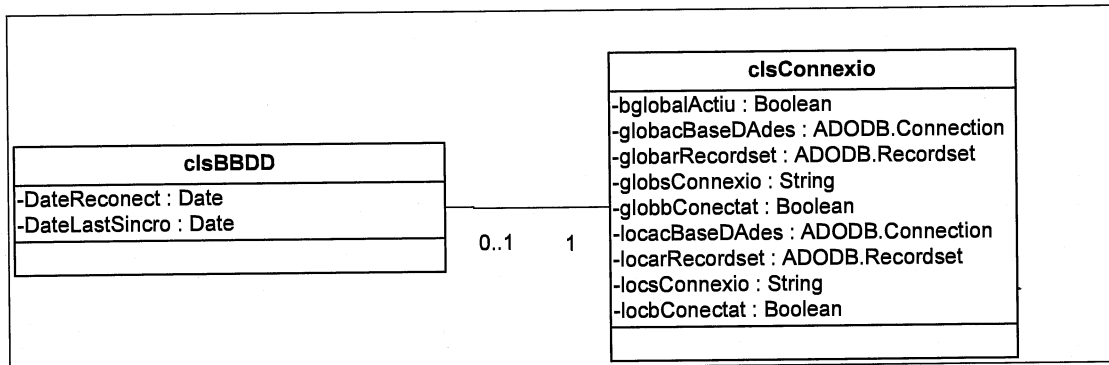 clsBBDD
-DateReconect : Date
-DateLastSincro : Date
0..1
1
clsConnexio
-bglobalActiu : Boolean
-globacBaseDAdes : ADODB.Connection
-globarRecordset : ADODB.Recordset
-globsConnexio : String
-globbConectat : Boolean
-locacBaseDAdes : ADODB.Connection
-locarRecordset : ADODB.Recordset
-locsConnexio : String
-locbConectat : Boolean